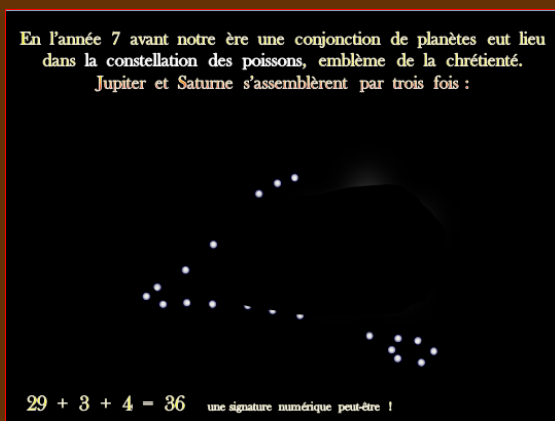 En l'année 7 avant notre ère une conjonction de planètes eut lieu
dans la constellation des poissons, emblème de la chrétienté.
Jupiter et Saturne s'assemblèrent par trois fois :
29 + 3 + 4 = 36 une signature numérique peut-être !